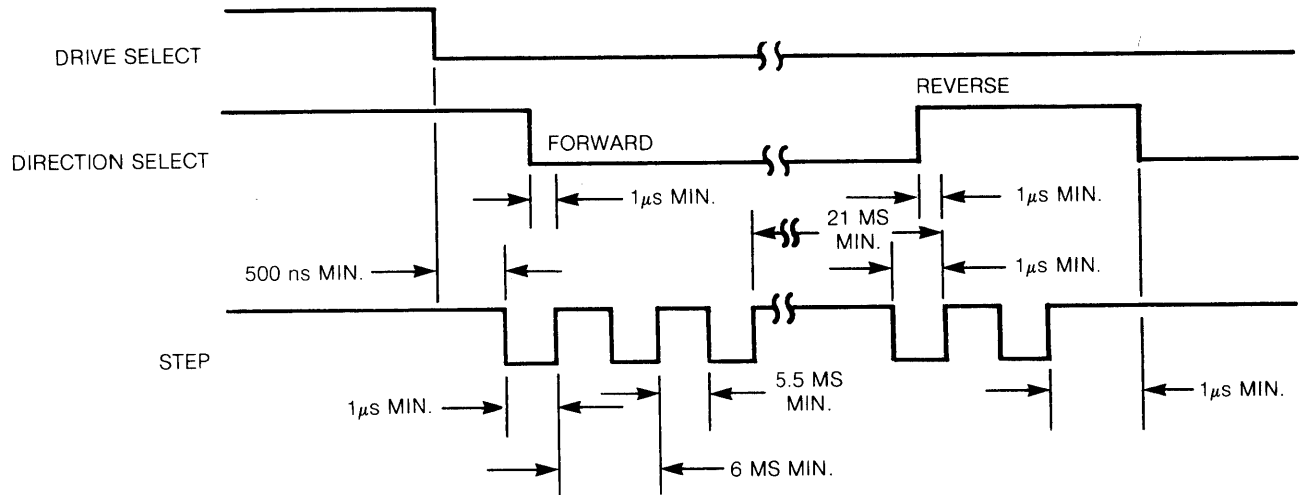 DRIVE SELECT
REVERSE
DIRECTION SELECT
FORWARD
1μs MIN.
1μs MIN.
21 MS
MIN.
500 ns MIN.
1μs MIN.
STEP
1μs MIN.
5.5 MS
MIN.
1μs MIN.
6 MS MIN.